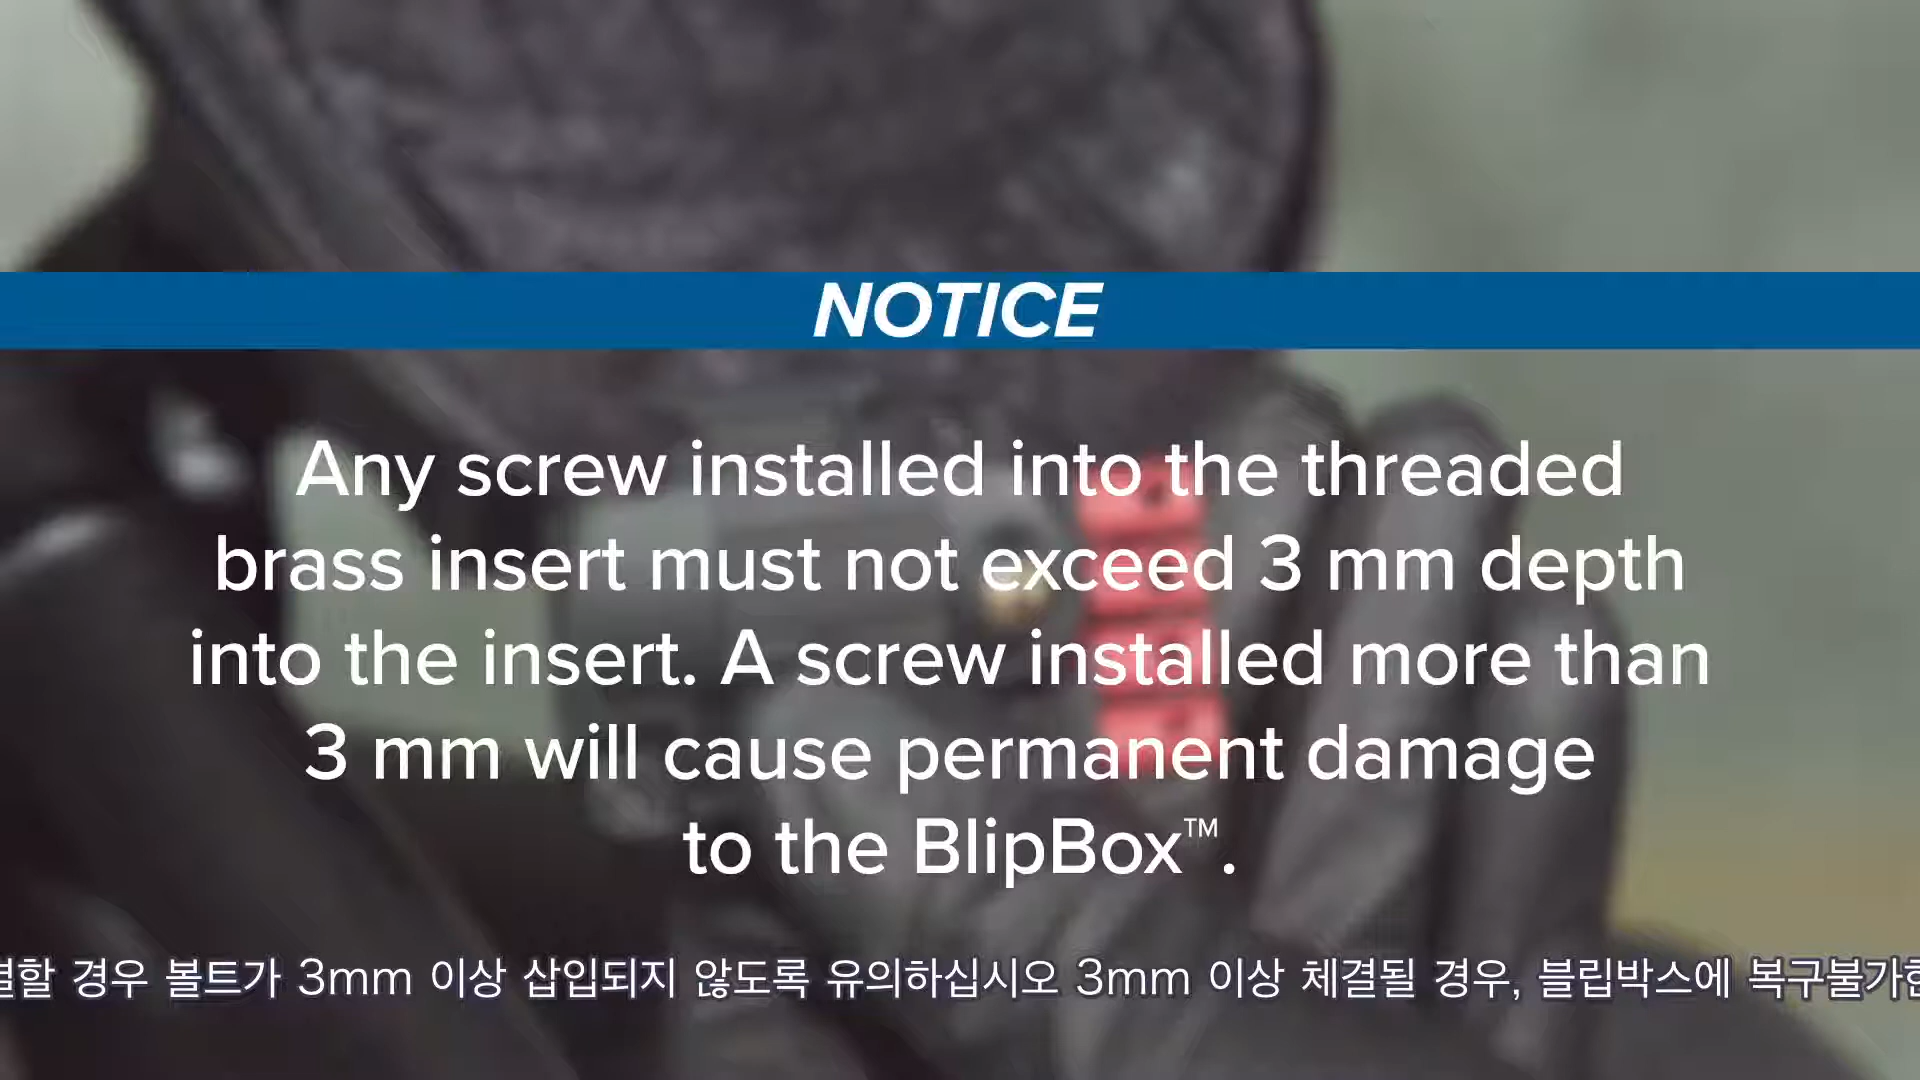 NOTICE
Any screw installed into the threaded
brass insert must not exceed 3 mm depth
into the insert. A screw installed more than
3 mm will cause permanent damage
to the BlipBox™.
경우 볼트가 3mm 이상 삽입되지 않도록 유의하십시오 3mm 이상 체결될 경우, 블립박스에